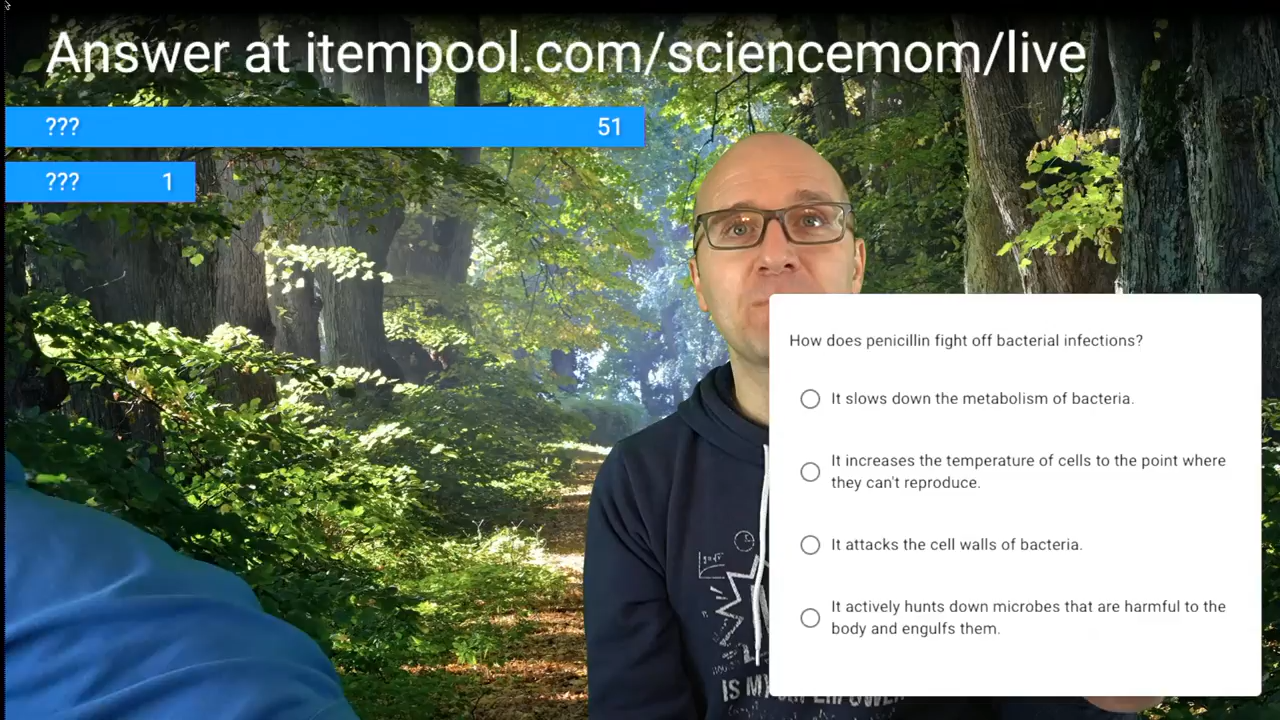 Answer at itempool.com/sciencemom/live
??? 51
??? 1
How does penicillin fight off bacterial infections?
It slows down the metabolism of bacteria.
It increases the temperature of cells to the point where
they can't reproduce.
It attacks the cell walls of bacteria.
It actively hunts down microbes that are harmful to the
body and engulfs them.
IS MY